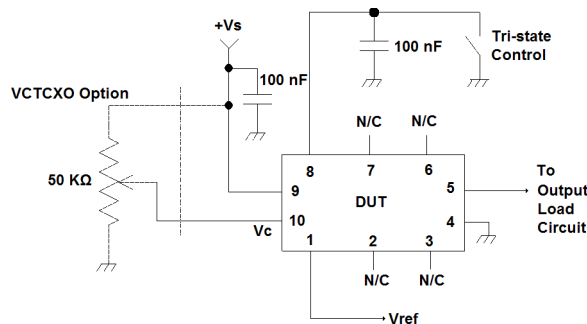 +Vs
100 nF
Tri-state
Control
VCTCXO Option
100 nF
N/C
N/C
50 KΩ
8
7
6
9
5
To
Output
Load
Circuit
DUT
10
4
Vc
1
2
3
N/C
N/C
Vref